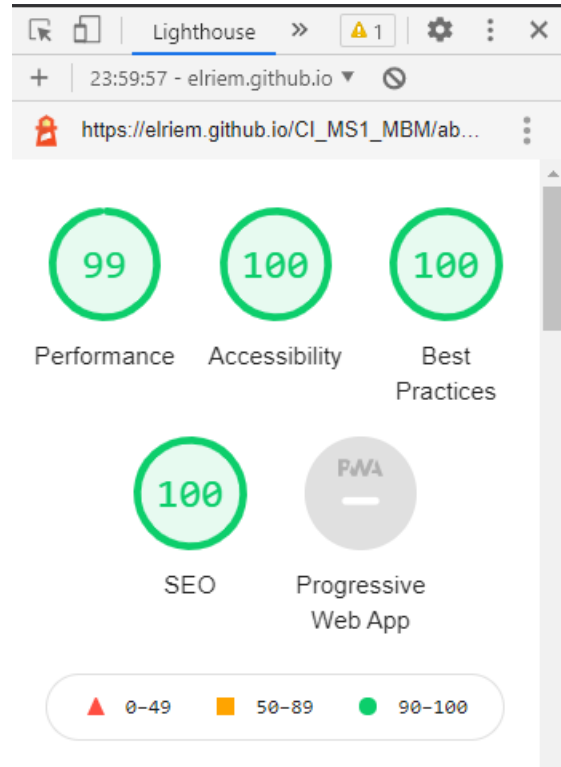 Lighthouse » 1
+ 23:59:57 - elriem.github.io ▼
https://elriem.github.io/CI_MS1_MBM/ab...
99 100 100
Performance Accessibility Best
Practices
100 PWA
SEO Progressive
Web App
0–49 50–89 90–100